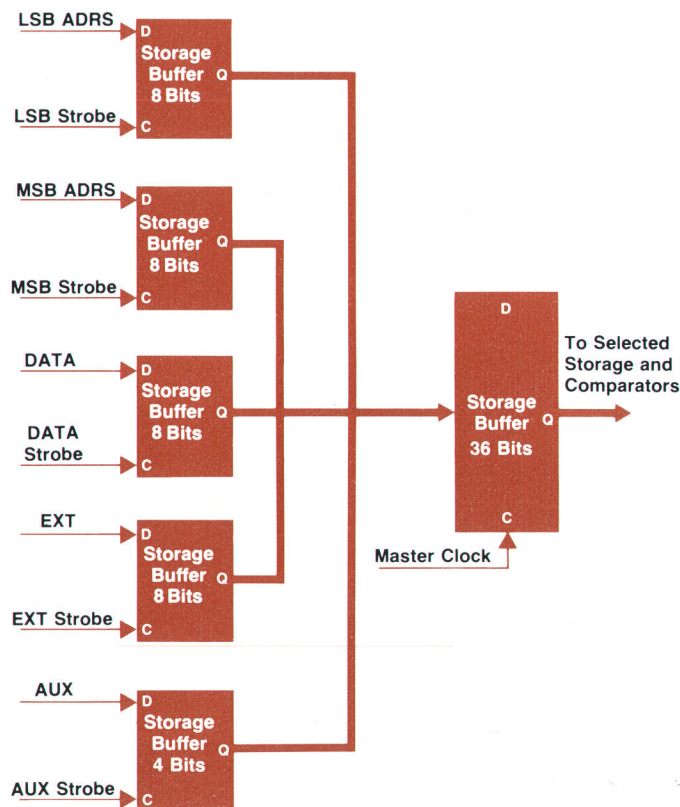 LSB ADRS
D
Storage
Buffer
8 Bits
Q
LSB Strobe
C
MSB ADRS
D
Storage
Buffer
8 Bits
Q
MSB Strobe
C
DATA
D
Storage
Buffer
8 Bits
Q
DATA
Strobe
C
EXT
D
Storage
Buffer
8 Bits
Q
EXT Strobe
C
AUX
D
Storage
Buffer
4 Bits
Q
AUX Strobe
C
D
Storage
Buffer
36 Bits
Q
C
Master Clock
To Selected
Storage and
Comparators